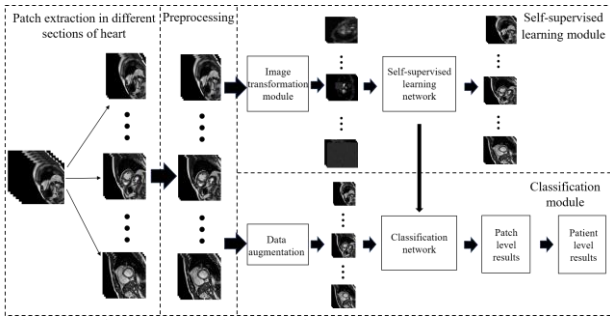 Patch extraction in different
sections of heart
Preprocessing
Self-supervised
learning module
Image
transformation
module
Self-supervised
learning
network
Classification
module
Data
augmentation
Classification
network
Patch
level
results
Patient
level
results